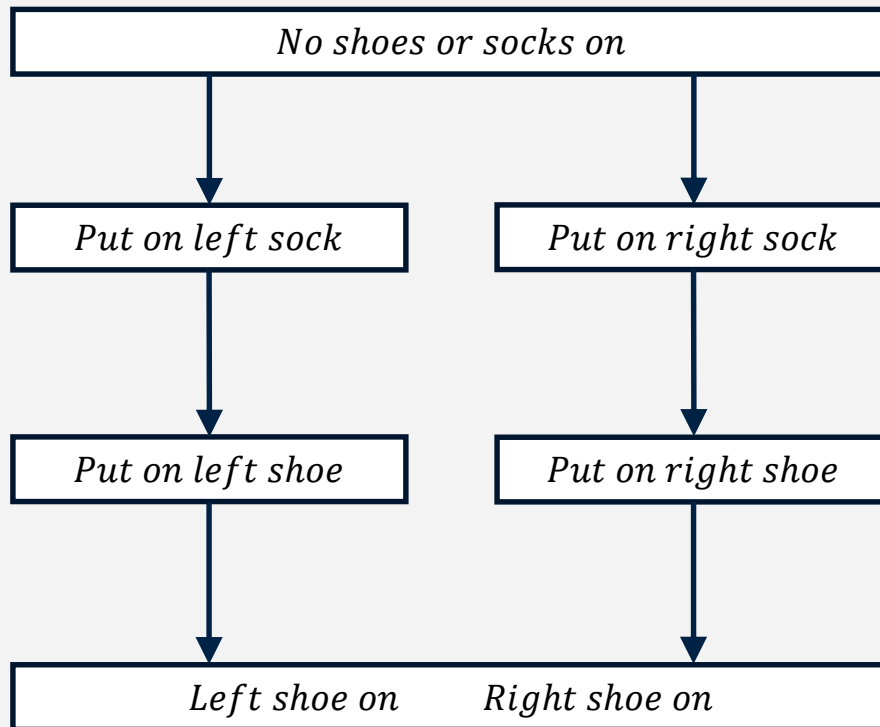 No shoes or socks on
Put on left sock
Put on right sock
Put on left shoe
Put on right shoe
Left shoe on Right shoe on